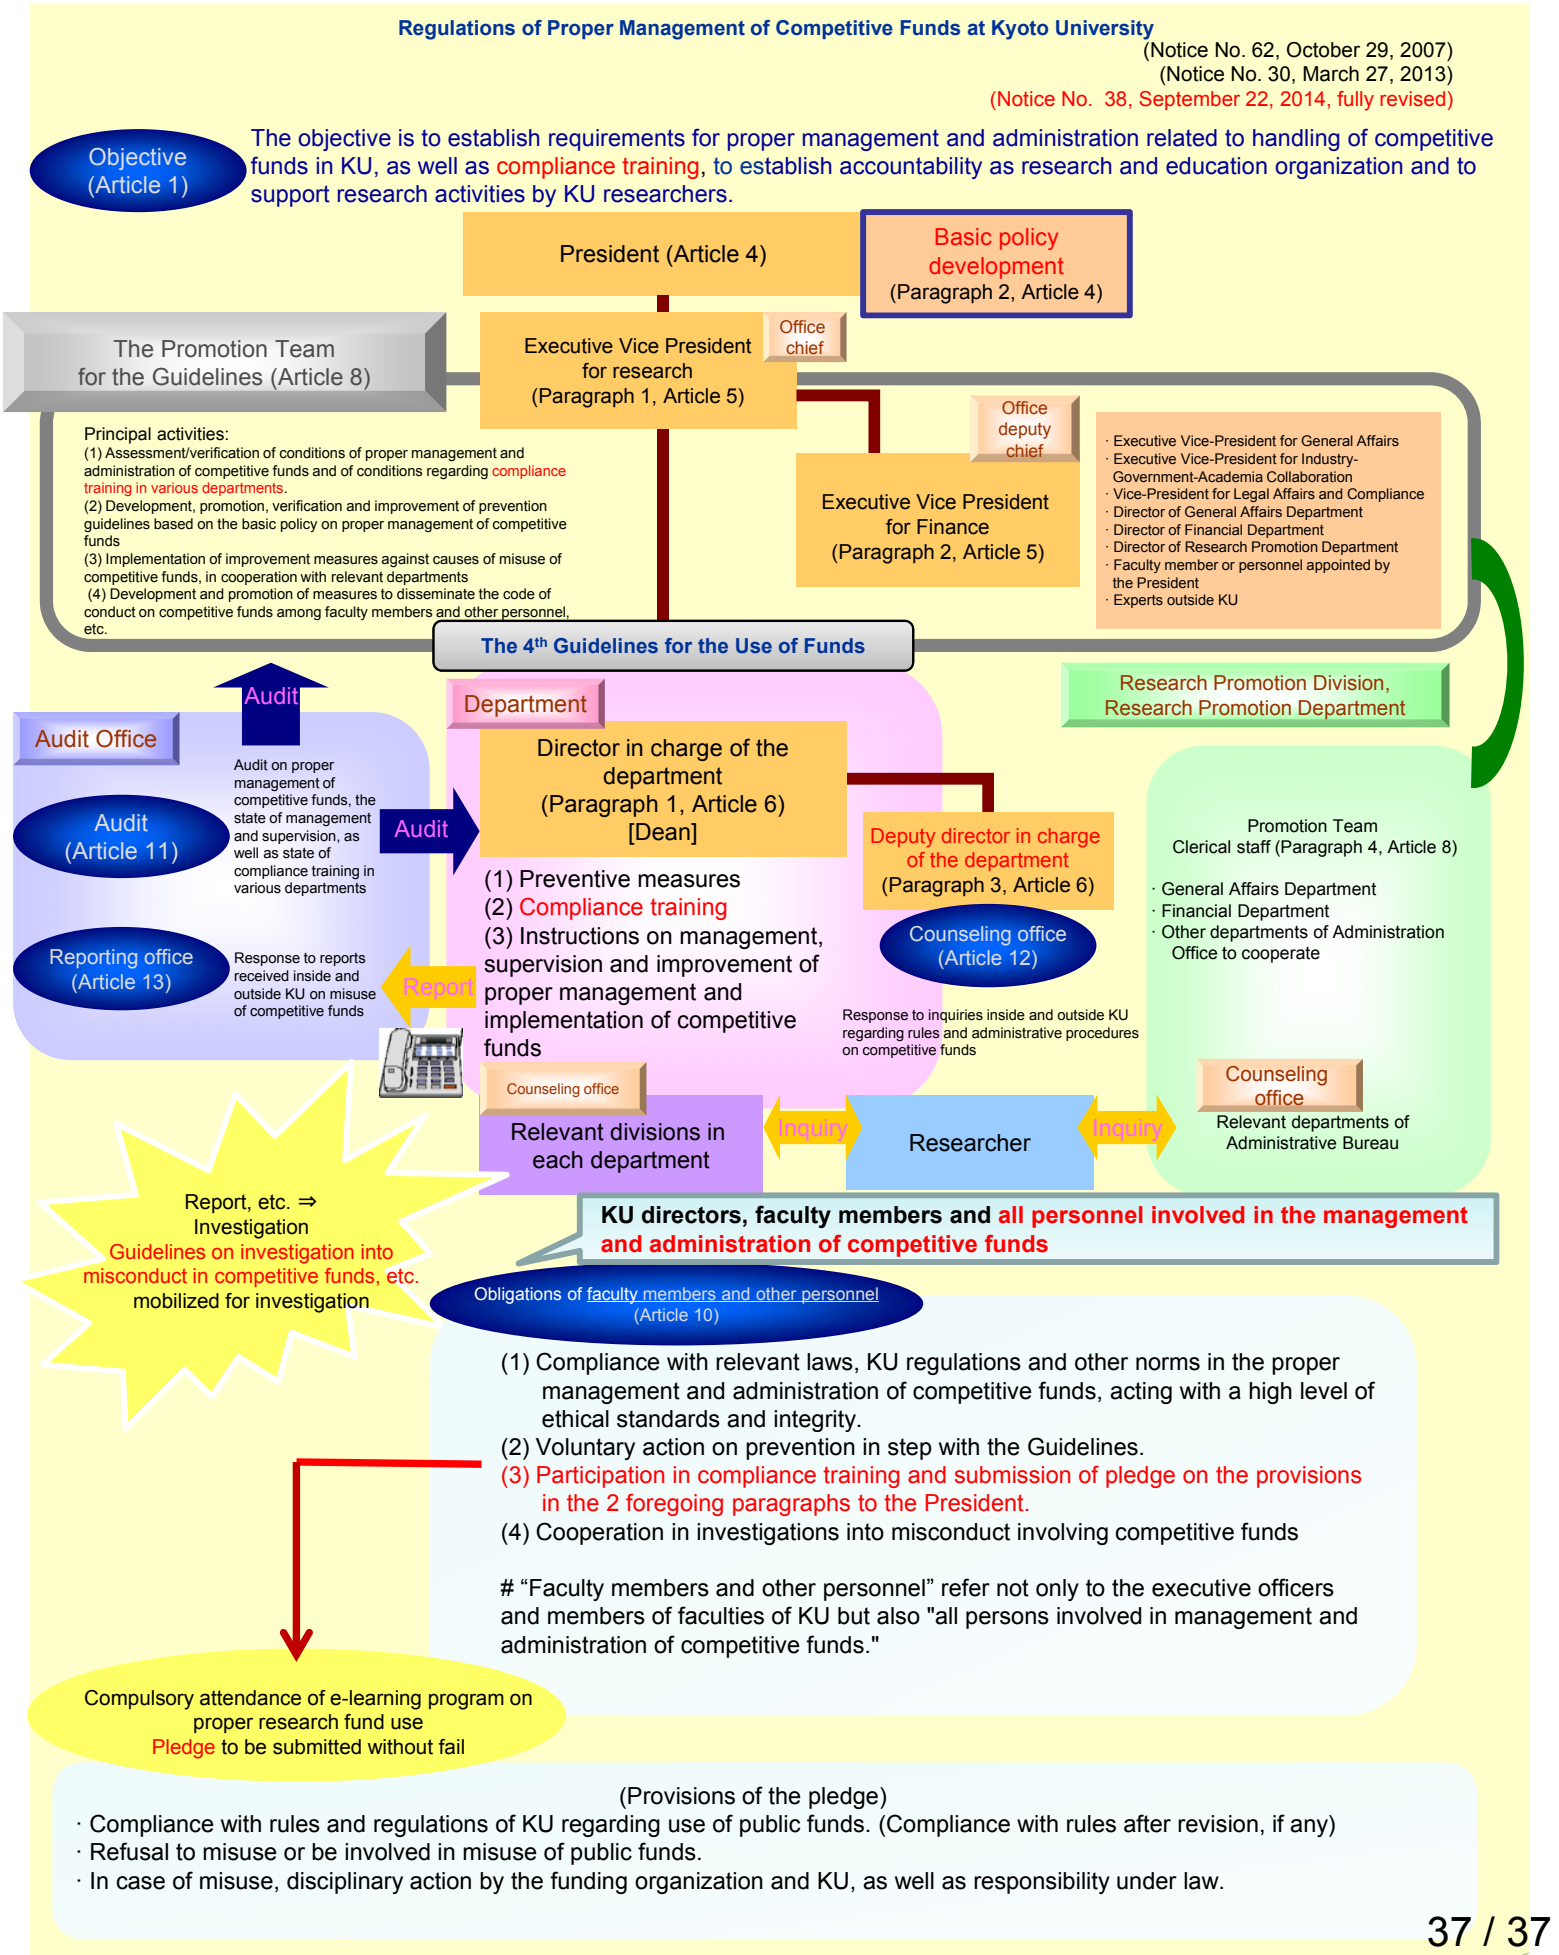 Regulations of Proper Management of Competitive Funds at Kyoto University
(Notice No. 62, October 29, 2007)
(Notice No. 30, March 27, 2013)
(Notice No. 38, September 22, 2014, fully revised)
Objective
(Article 1)
The objective is to establish requirements for proper management and administration related to handling of competitive
funds in KU, as well as compliance training, to establish accountability as research and education organization and to
support research activities by KU researchers.
President (Article 4)
Basic policy
development
(Paragraph 2, Article 4)
The Promotion Team
for the Guidelines (Article 8)
Executive Vice President
for research
(Paragraph 1, Article 5)
Office
chief
Office
deputy
chief
Executive Vice President
for Finance
(Paragraph 2, Article 5)
Principal activities:
(1) Assessment/verification of conditions of proper management and
administration of competitive funds and of conditions regarding compliance
training in various departments.
(2) Development, promotion, verification and improvement of prevention
guidelines based on the basic policy on proper management of competitive
funds
(3) Implementation of improvement measures against causes of misuse of
competitive funds, in cooperation with relevant departments
(4) Development and promotion of measures to disseminate the code of
conduct on competitive funds among faculty members and other personnel,
etc.
· Executive Vice-President for General Affairs
· Executive Vice-President for Industry-
Government-Academia Collaboration
· Vice-President for Legal Affairs and Compliance
· Director of General Affairs Department
· Director of Financial Department
· Director of Research Promotion Department
· Faculty member or personnel appointed by
the President
· Experts outside KU
The 4th Guidelines for the Use of Funds
Audit
Audit Office
Audit
(Article 11)
Audit on proper
management of
competitive funds, the
state of management
and supervision, as
well as state of
compliance training in
various departments
Audit
Reporting office
(Article 13)
Response to reports
received inside and
outside KU on misuse
of competitive funds
Report
Department
Director in charge of the
department
(Paragraph 1, Article 6)
[Dean]
(1) Preventive measures
(2) Compliance training
(3) Instructions on management,
supervision and improvement of
proper management and
implementation of competitive
funds
Deputy director in charge
of the department
(Paragraph 3, Article 6)
Counseling office
(Article 12)
Response to inquiries inside and outside KU
regarding rules and administrative procedures
on competitive funds
Research Promotion Division,
Research Promotion Department
Promotion Team
Clerical staff (Paragraph 4, Article 8)
· General Affairs Department
· Financial Department
· Other departments of Administration
Office to cooperate
Counseling
office
Relevant departments of
Administrative Bureau
Counseling office
Relevant divisions in
each department
Inquiry
Researcher
Inquiry
Report, etc. ⇒
Investigation
Guidelines on investigation into
misconduct in competitive funds, etc.
mobilized for investigation
KU directors, faculty members and all personnel involved in the management
and administration of competitive funds
Obligations of faculty members and other personnel
(Article 10)
(1) Compliance with relevant laws, KU regulations and other norms in the proper
management and administration of competitive funds, acting with a high level of
ethical standards and integrity.
(2) Voluntary action on prevention in step with the Guidelines.
(3) Participation in compliance training and submission of pledge on the provisions
in the 2 foregoing paragraphs to the President.
(4) Cooperation in investigations into misconduct involving competitive funds
# “Faculty members and other personnel” refer not only to the executive officers
and members of faculties of KU but also "all persons involved in management and
administration of competitive funds."
Compulsory attendance of e-learning program on
proper research fund use
Pledge to be submitted without fail
(Provisions of the pledge)
· Compliance with rules and regulations of KU regarding use of public funds. (Compliance with rules after revision, if any)
· Refusal to misuse or be involved in misuse of public funds.
· In case of misuse, disciplinary action by the funding organization and KU, as well as responsibility under law.
37 / 37